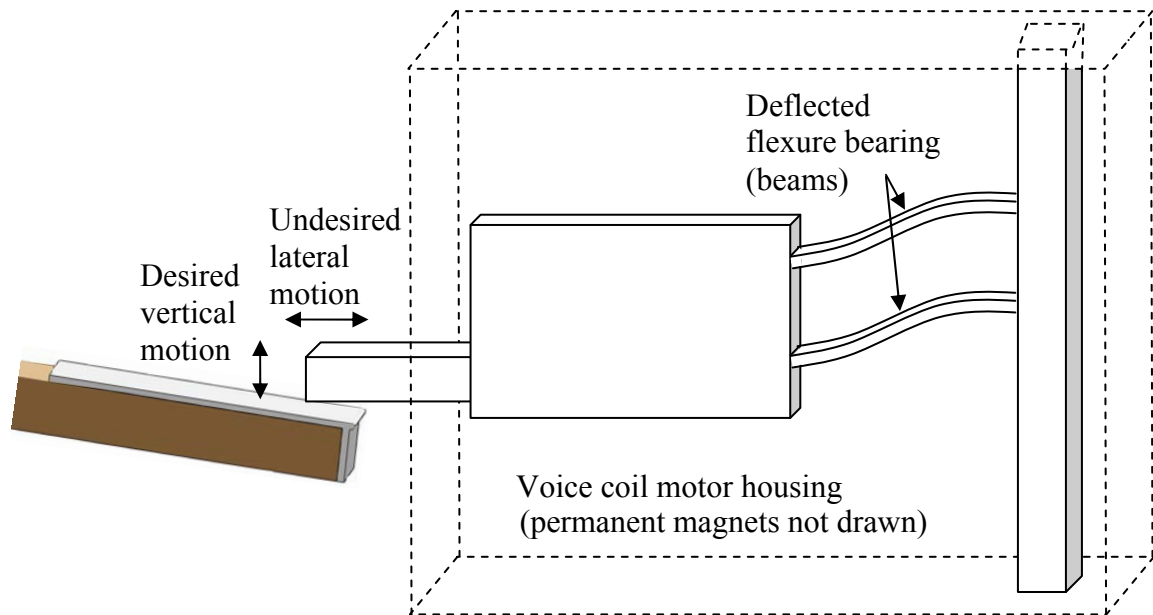 Deflected
flexure bearing
(beams)
Undesired
lateral
motion
Desired
vertical
motion
Voice coil motor housing
(permanent magnets not drawn)